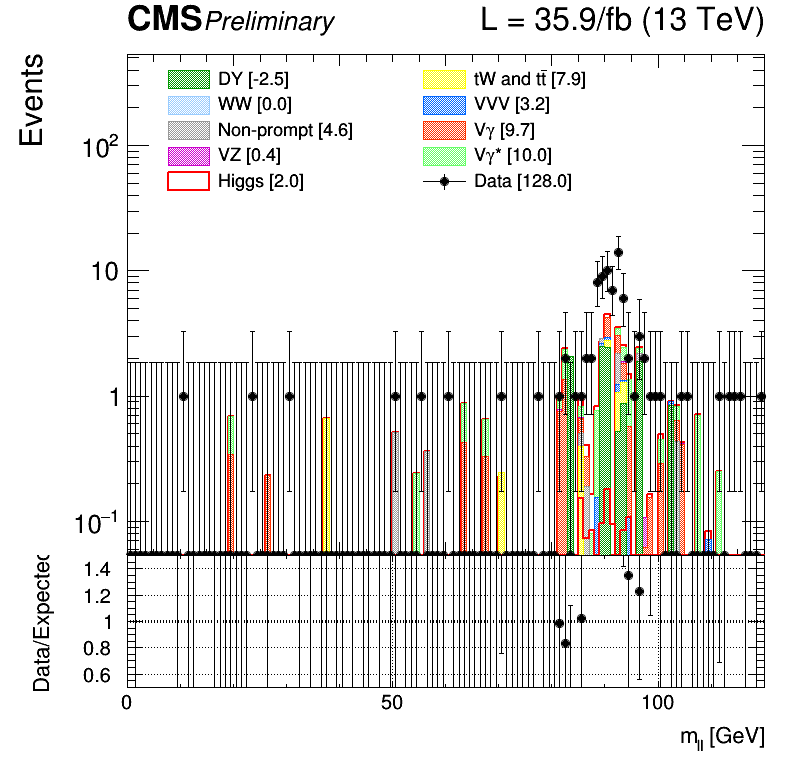 CMS Preliminary L = 35.9/fb (13 TeV)
Events
DY [-2.5] tW and tt̄ [7.9]
WW [0.0] VVV [3.2]
Non-prompt [4.6] Vγ [9.7]
VZ [0.4] Vγ* [10.0]
Higgs [2.0] Data [128.0]
10²
10
1
10⁻¹
Data/Expected
1.4
1.2
1
0.8
0.6
0 50 100
m_ll [GeV]